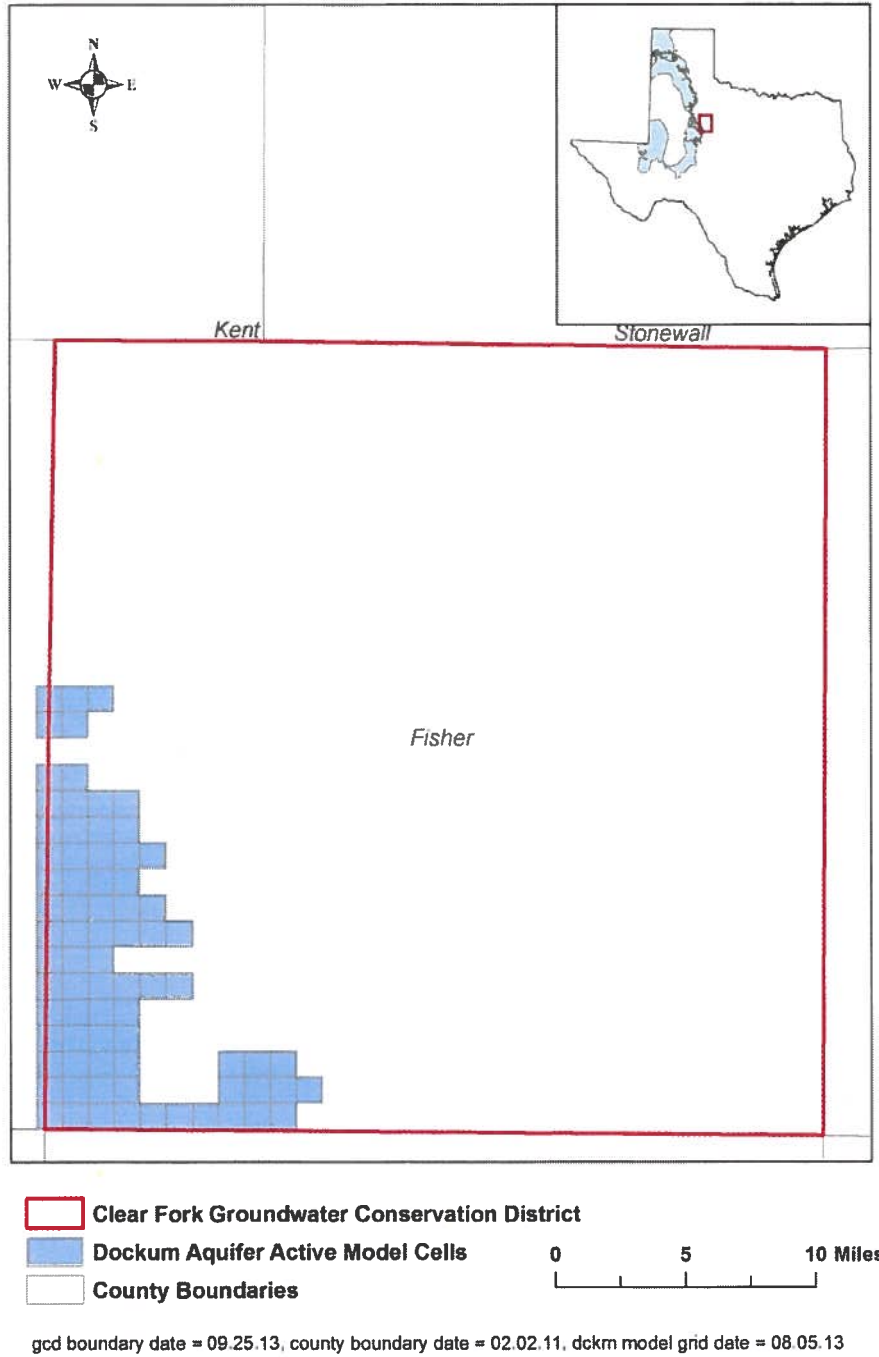 N
W E
S
Kent
Stonewall
Fisher
Clear Fork Groundwater Conservation District
Dockum Aquifer Active Model Cells
County Boundaries
0 5 10 Miles
gcd boundary date = 09.25.13, county boundary date = 02.02.11, dckm model grid date = 08.05.13